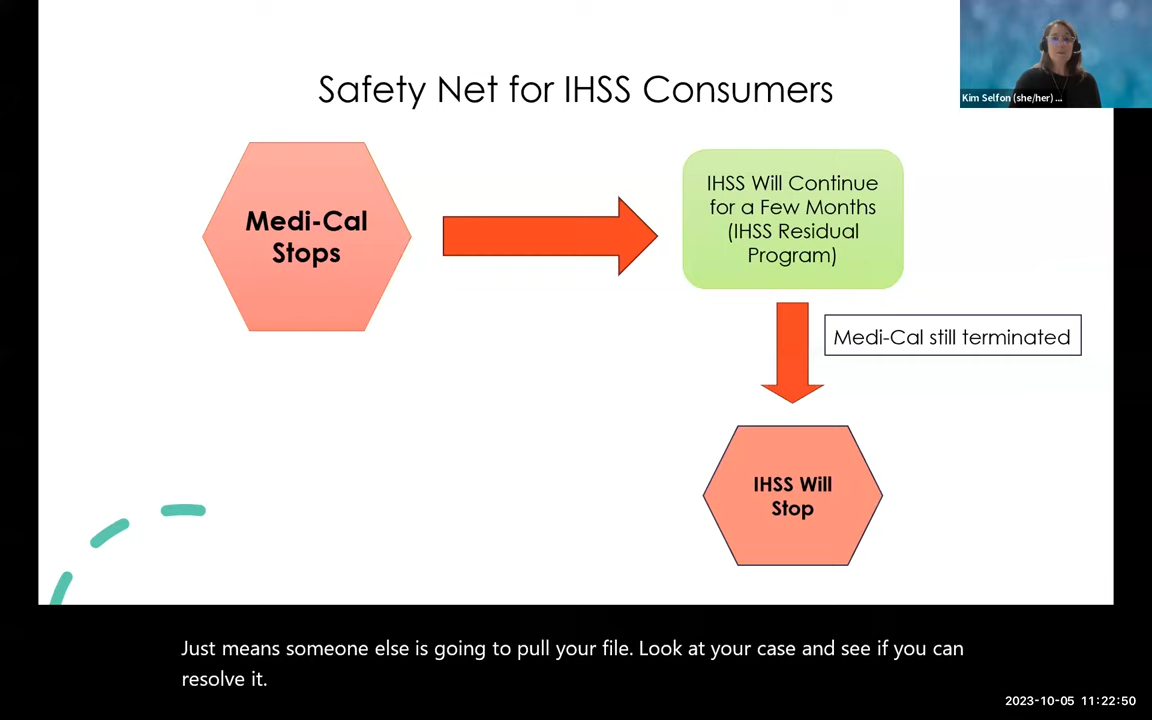 Safety Net for IHSS Consumers
Kim Selfon (she/her) ...
Medi-Cal
Stops
IHSS Will Continue
for a Few Months
(IHSS Residual
Program)
Medi-Cal still terminated
IHSS Will
Stop
Just means someone else is going to pull your file. Look at your case and see if you can
resolve it.
2023-10-05 11:22:50